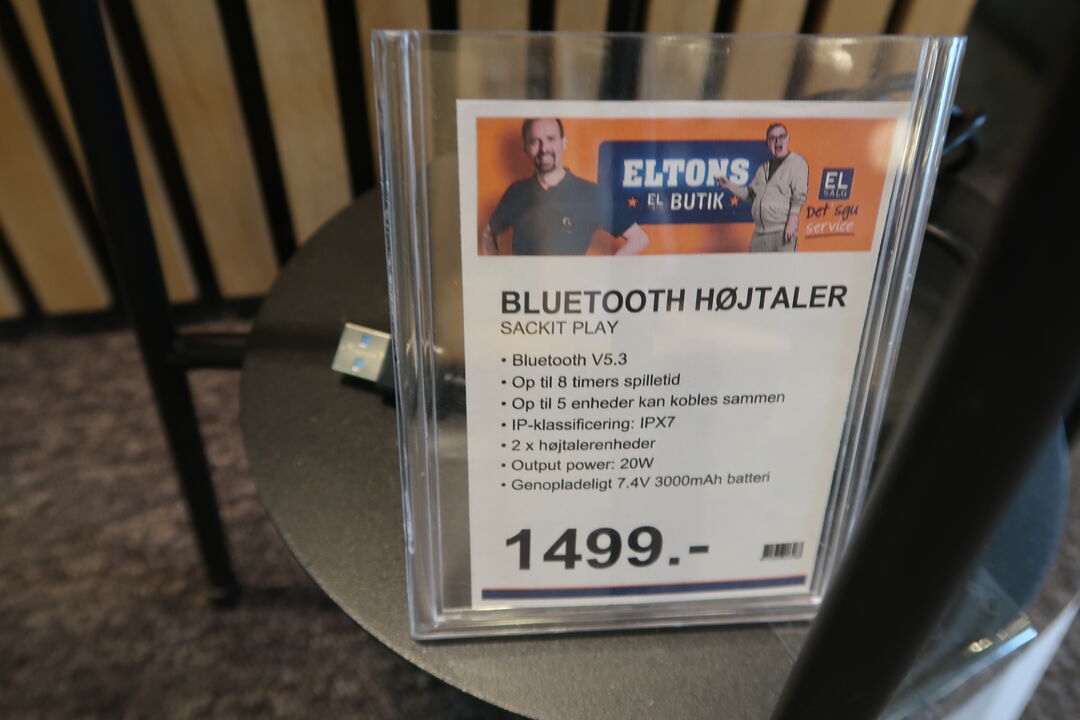 ELTONS
EL
SALG
BUTIK
EL
SALG
Det' sgu
service
BLUETOOTH HØJTALER
SACKIT PLAY
• Bluetooth V5.3
• Op til 8 timers spilletid
• Op til 5 enheder kan kobles sammen
• IP-klassificering: IPX7
• 2 x højtalerenheder
• Output power: 20W
• Genopladeligt 7.4V 3000mAh batteri
1499.-